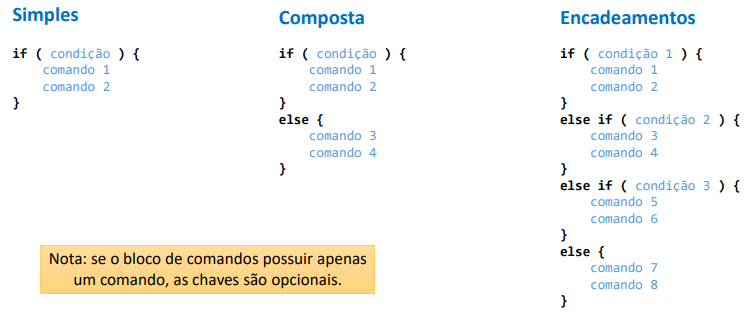 Simples
if ( condição ) {
comando 1
comando 2
}
Composta
if ( condição ) {
comando 1
comando 2
}
else {
comando 3
comando 4
}
Encadeamentos
if ( condição 1 ) {
comando 1
comando 2
}
else if ( condição 2 ) {
comando 3
comando 4
}
else if ( condição 3 ) {
comando 5
comando 6
}
else {
comando 7
comando 8
}
Nota: se o bloco de comandos possuir apenas
um comando, as chaves são opcionais.